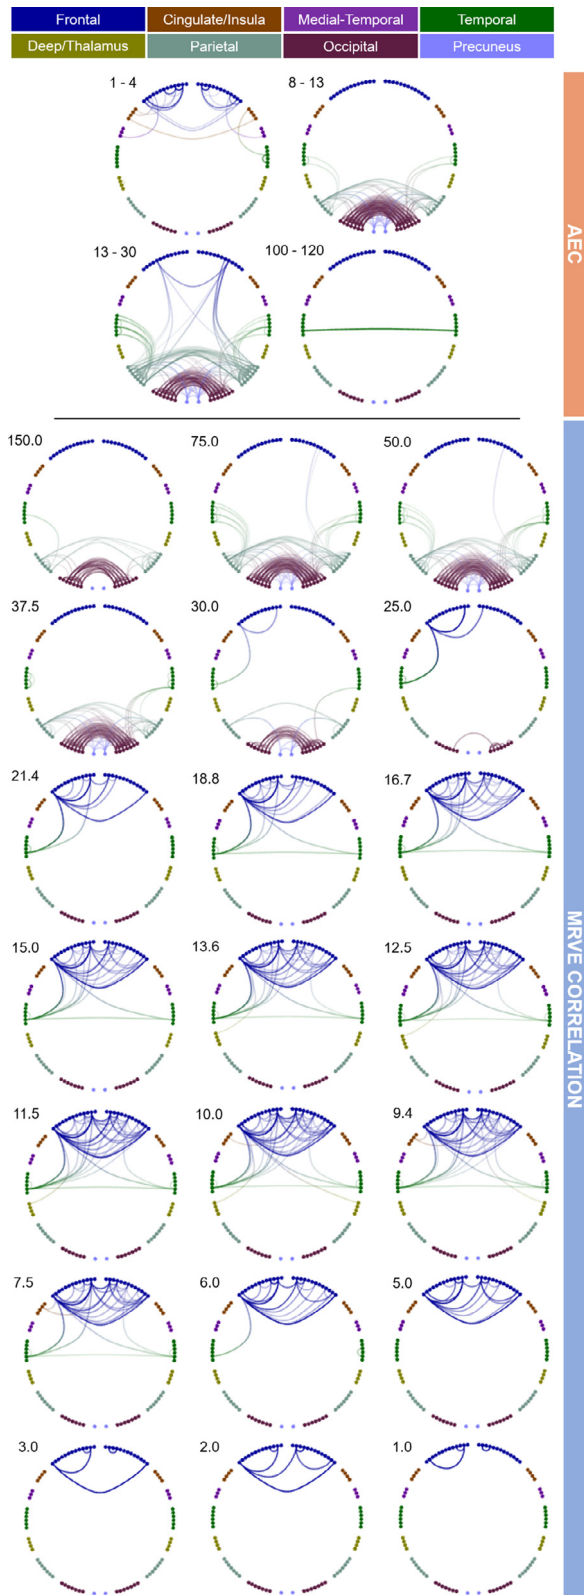 Frontal Cingulate/Insula Medial-Temporal Temporal
Deep/Thalamus Parietal Occipital Precuneus
1 - 4 8 - 13
13 - 30 100 - 120
AEC
150.0 75.0 50.0
37.5 30.0 25.0
21.4 18.8 16.7
15.0 13.6 12.5
11.5 10.0 9.4
7.5 6.0 5.0
3.0 2.0 1.0
MRVE CORRELATION